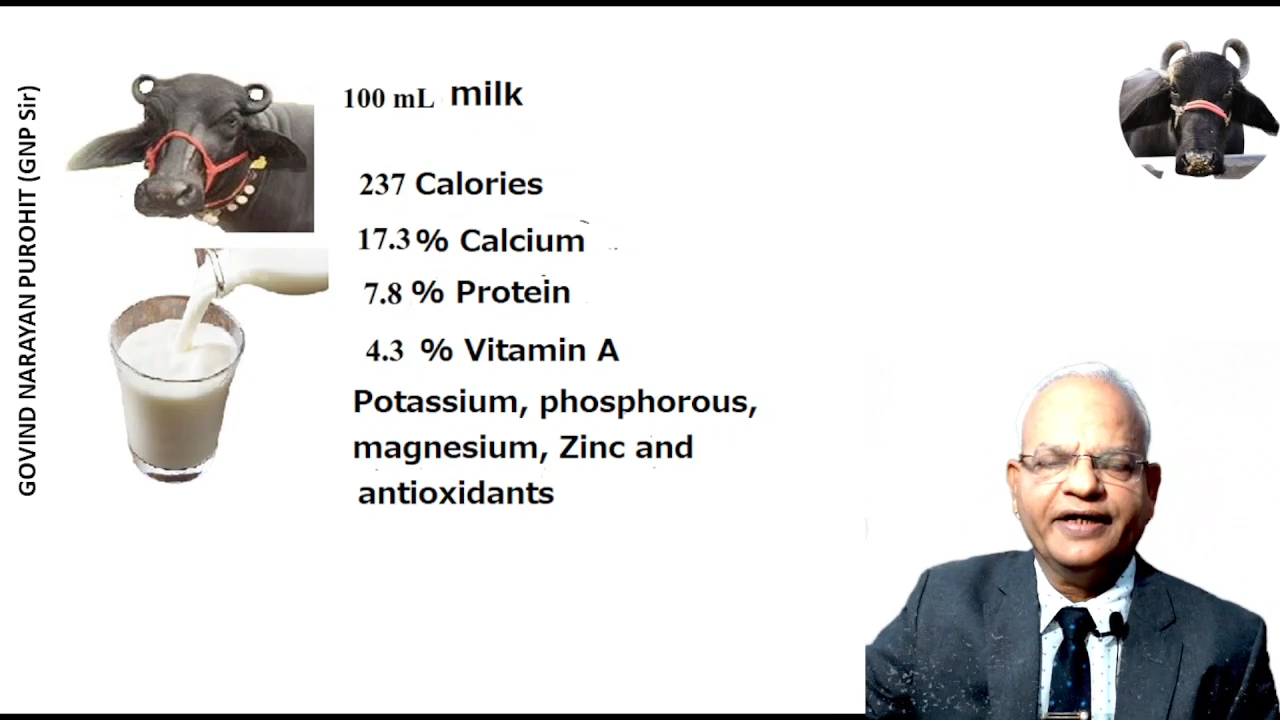 GOVIND NARAYAN PUROHIT (GNP Sir)
100 mL milk
237 Calories
17.3 % Calcium
7.8 % Protein
4.3 % Vitamin A
Potassium, phosphorous,
magnesium, Zinc and
antioxidants